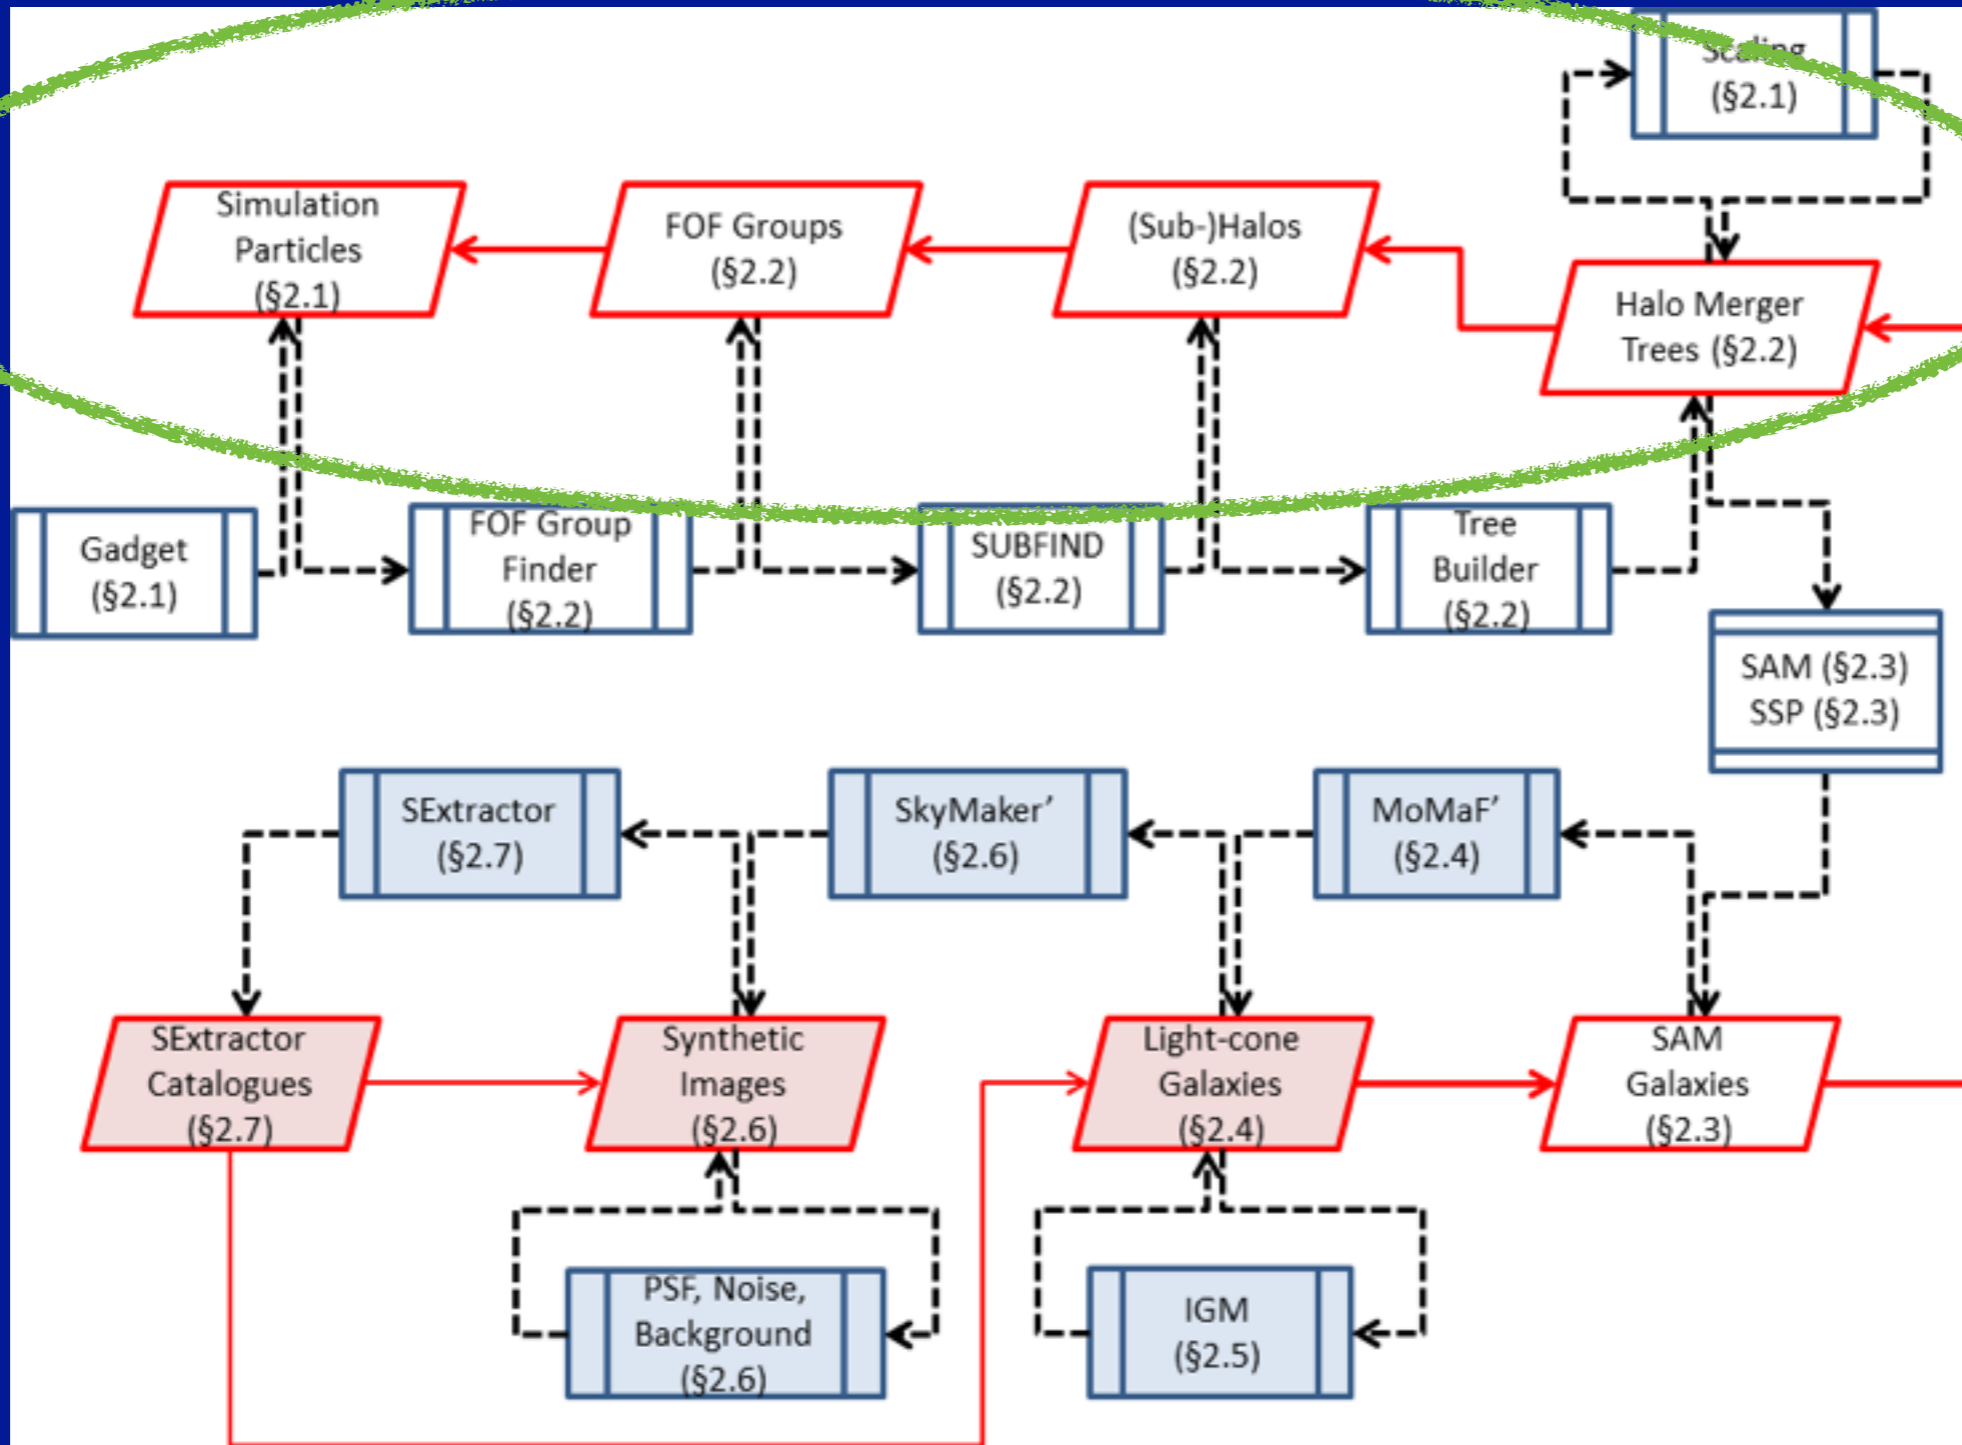 Scaling
(§2.1)
Simulation
Particles
(§2.1)
FOF Groups
(§2.2)
(Sub-)Halos
(§2.2)
Halo Merger
Trees (§2.2)
Gadget
(§2.1)
FOF Group
Finder
(§2.2)
SUBFIND
(§2.2)
Tree
Builder
(§2.2)
SAM (§2.3)
SSP (§2.3)
SExtractor
(§2.7)
SkyMaker’
(§2.6)
MoMaF’
(§2.4)
SExtractor
Catalogues
(§2.7)
Synthetic
Images
(§2.6)
Light-cone
Galaxies
(§2.4)
SAM
Galaxies
(§2.3)
PSF, Noise,
Background
(§2.6)
IGM
(§2.5)